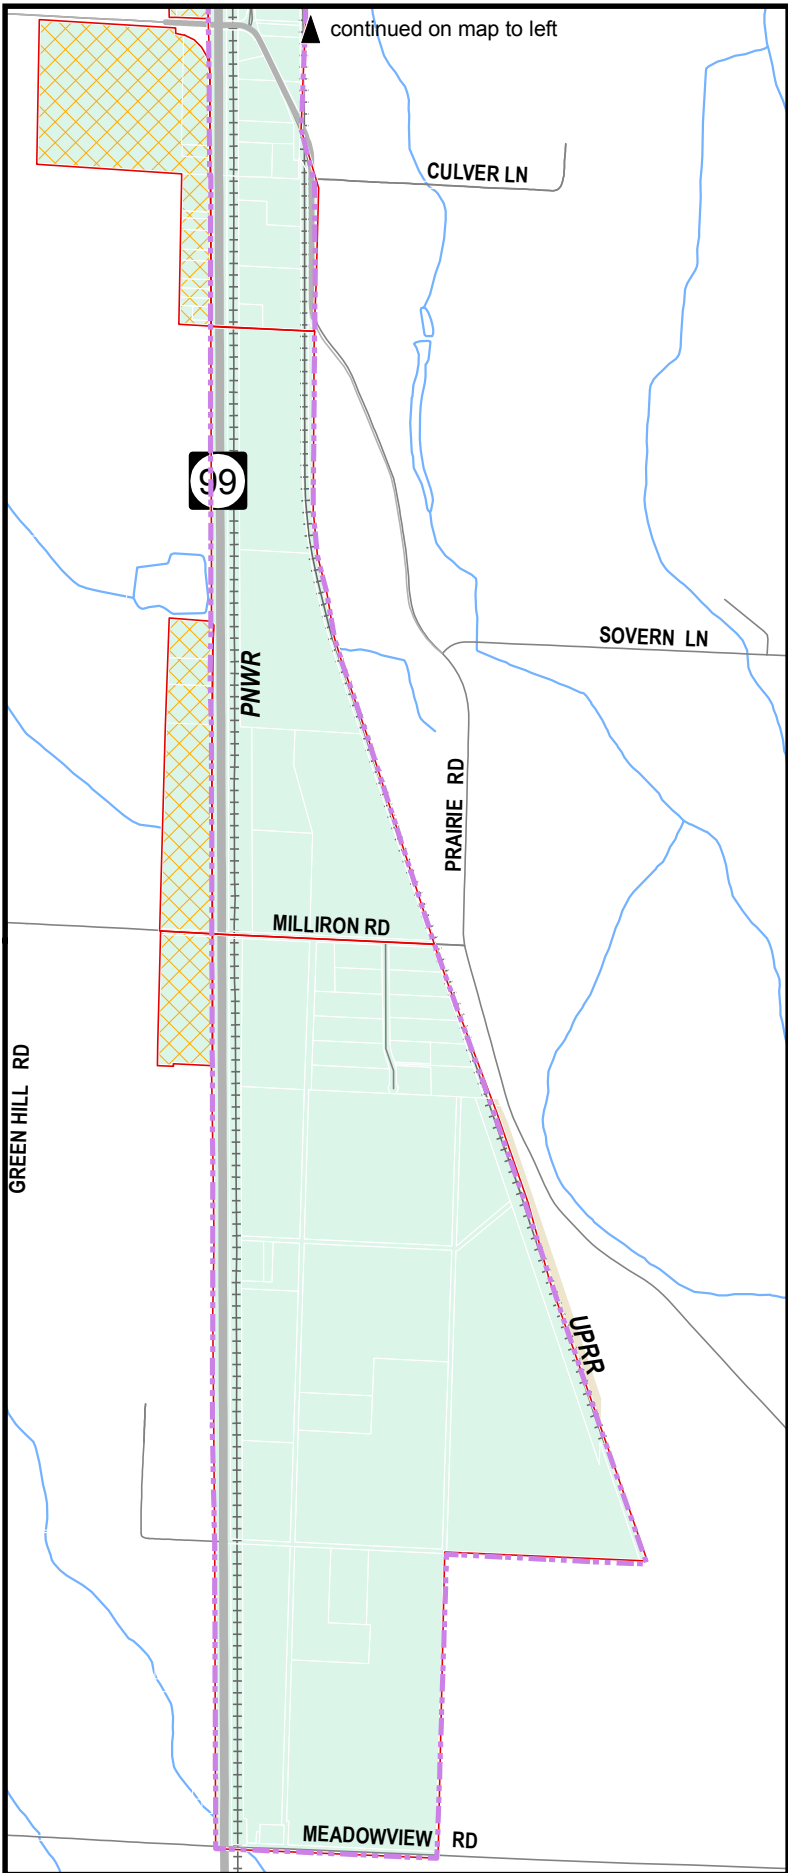 continued on map to left
CULVER LN
99
SOVERN LN
PNWR
PRAIRIE RD
MILLIRON RD
GREEN HILL RD
UPRR
MEADOWVIEW RD